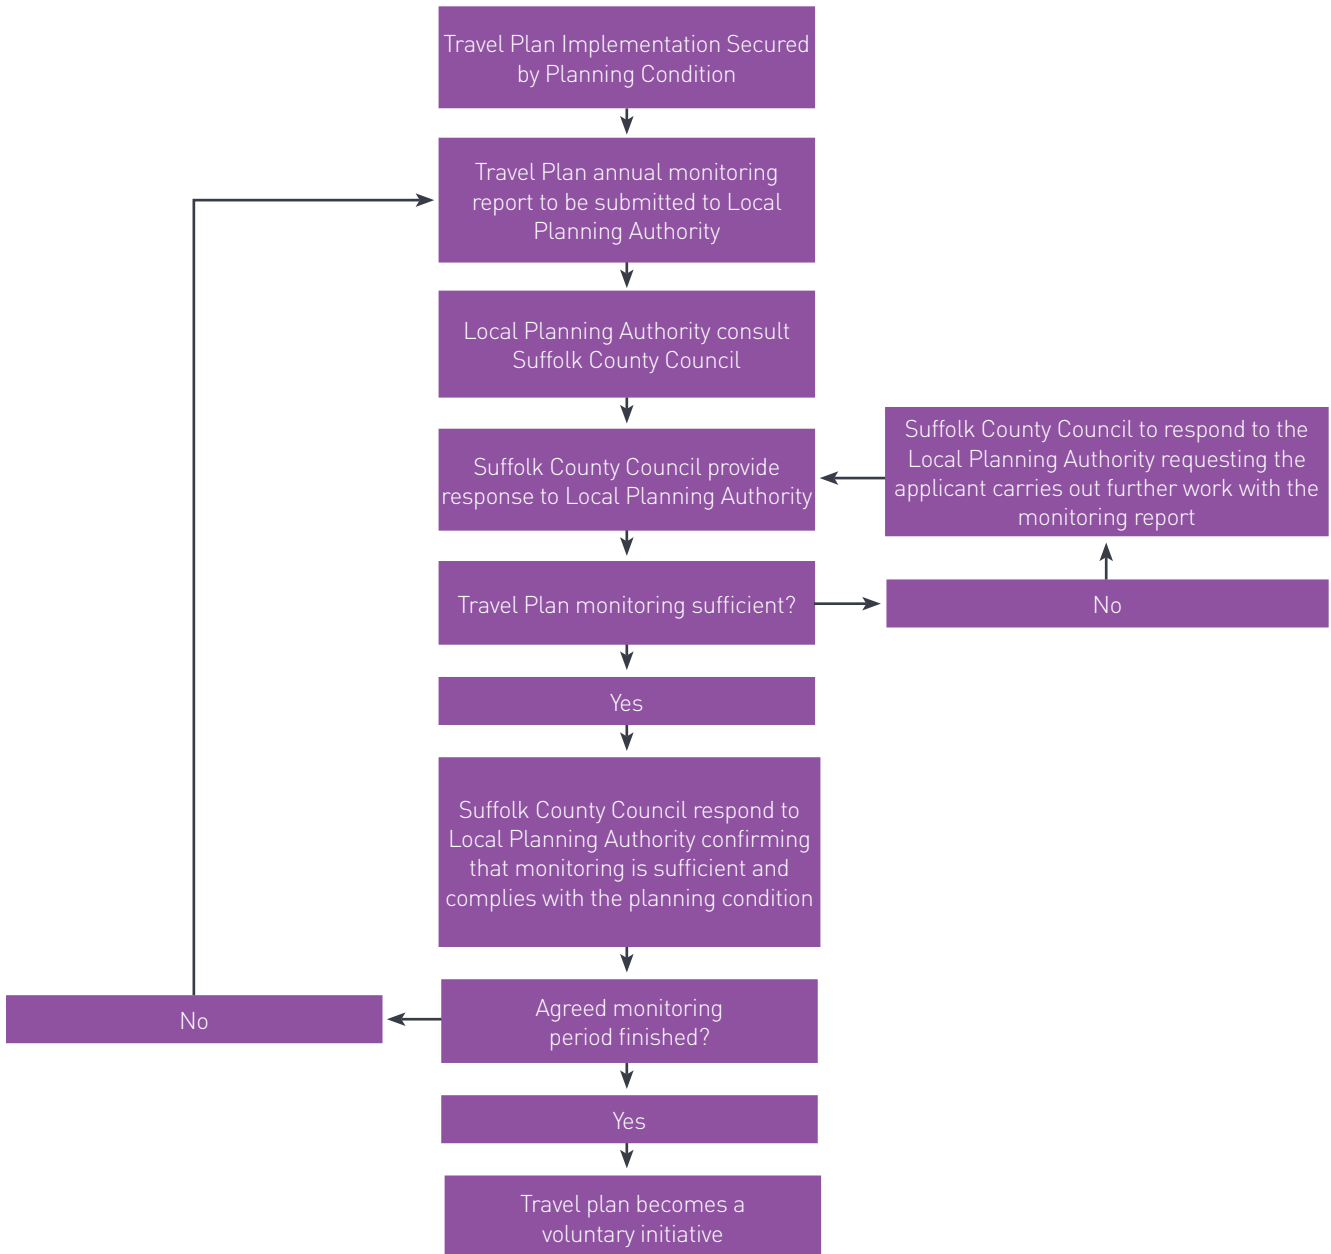 Travel Plan Implementation Secured
by Planning Condition
Travel Plan annual monitoring
report to be submitted to Local
Planning Authority
Local Planning Authority consult
Suffolk County Council
Suffolk County Council provide
response to Local Planning Authority
Suffolk County Council to respond to the
Local Planning Authority requesting the
applicant carries out further work with the
monitoring report
Travel Plan monitoring sufficient?
No
Yes
Suffolk County Council respond to
Local Planning Authority confirming
that monitoring is sufficient and
complies with the planning condition
Agreed monitoring
period finished?
No
Yes
Travel plan becomes a
voluntary initiative